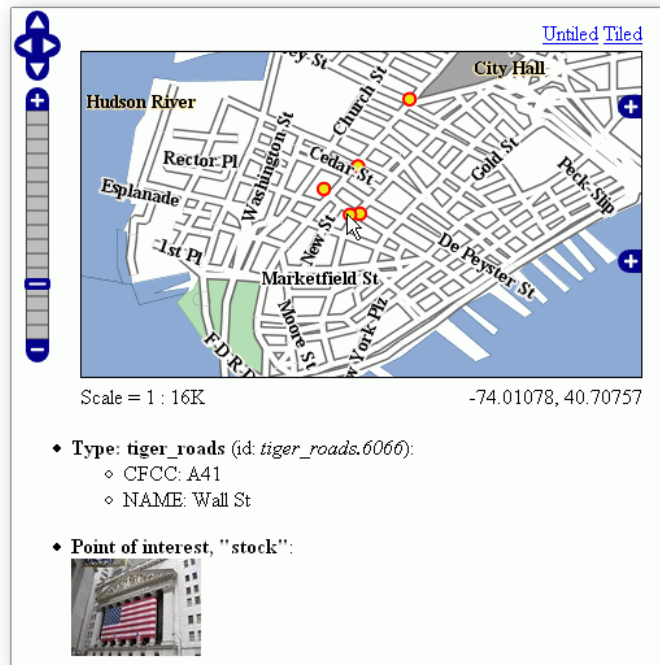 Untiled Tiled
City Hall
Hudson River
Church St
Washington St
Cedar St
Rector Pl
Gold St
Peck Slip
Esplanade
New St
1st Pl
De Peyster St
Marketfield St
Moore St
York Plz
F D R D
Scale = 1 : 16K
-74.01078, 40.70757
Type: tiger_roads (id: tiger_roads.6066):
CFCC: A41
NAME: Wall St
Point of interest, "stock":